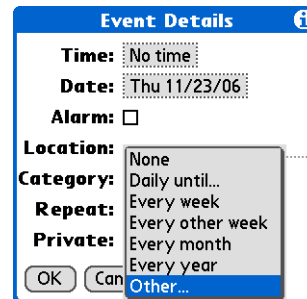 Event Details i
Time: No time
Date: Thu 11/23/06
Alarm:
Location:
None
Category: Daily until...
Every week
Repeat: Every other week
Private: Every month
Every year
OK Can Other...